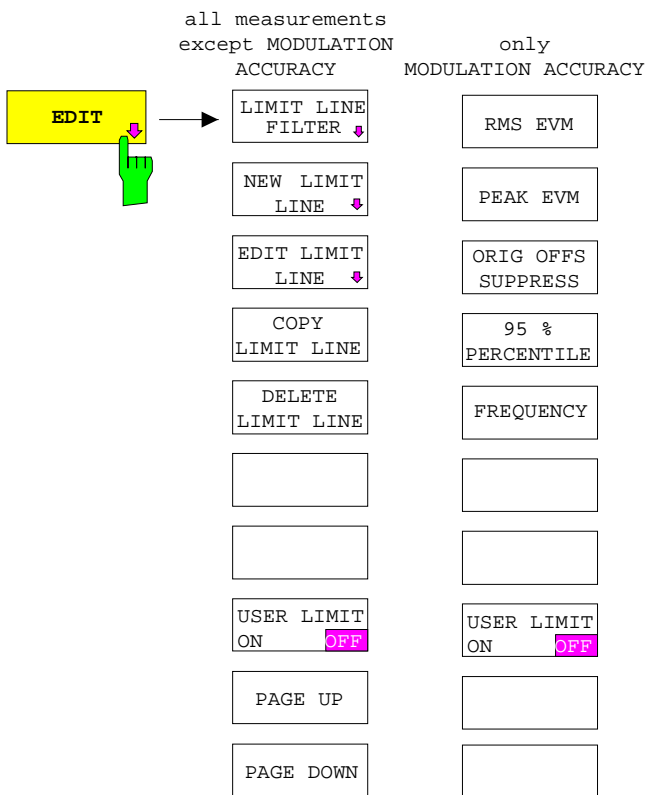 all measurements
except MODULATION
ACCURACY
only
MODULATION ACCURACY
EDIT
LIMIT LINE
FILTER
NEW LIMIT
LINE
EDIT LIMIT
LINE
COPY
LIMIT LINE
DELETE
LIMIT LINE
USER LIMIT
ON OFF
PAGE UP
PAGE DOWN
RMS EVM
PEAK EVM
ORIG OFFS
SUPPRESS
95 %
PERCENTILE
FREQUENCY
USER LIMIT
ON OFF